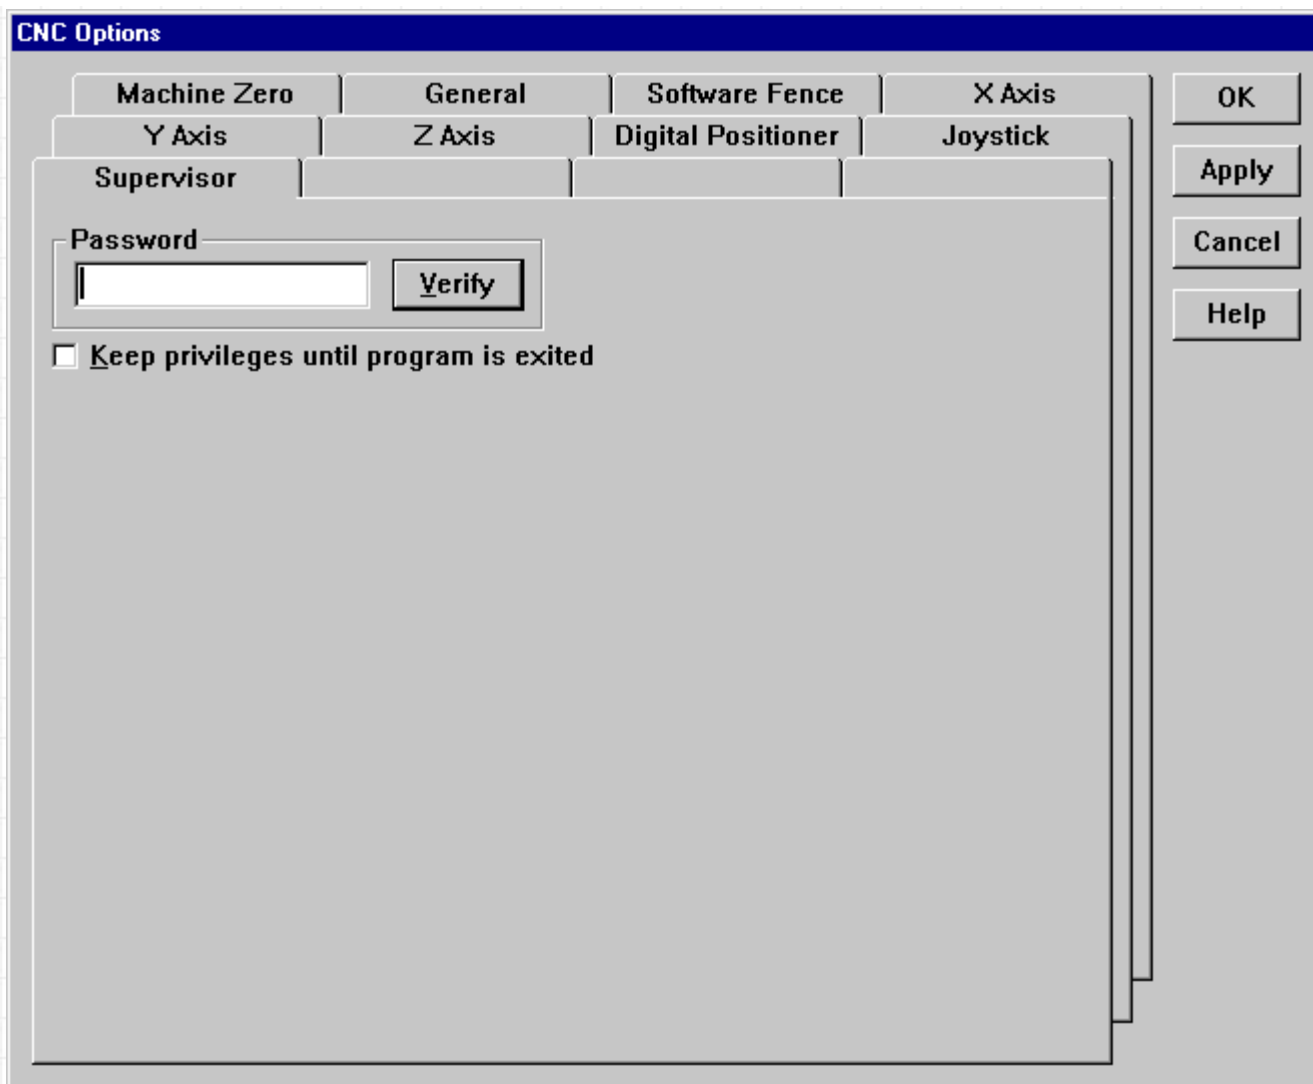 CNC Options
Machine Zero General Software Fence X Axis OK
Y Axis Z Axis Digital Positioner Joystick
Supervisor Apply
Password Cancel
Verify
Help
Keep privileges until program is exited